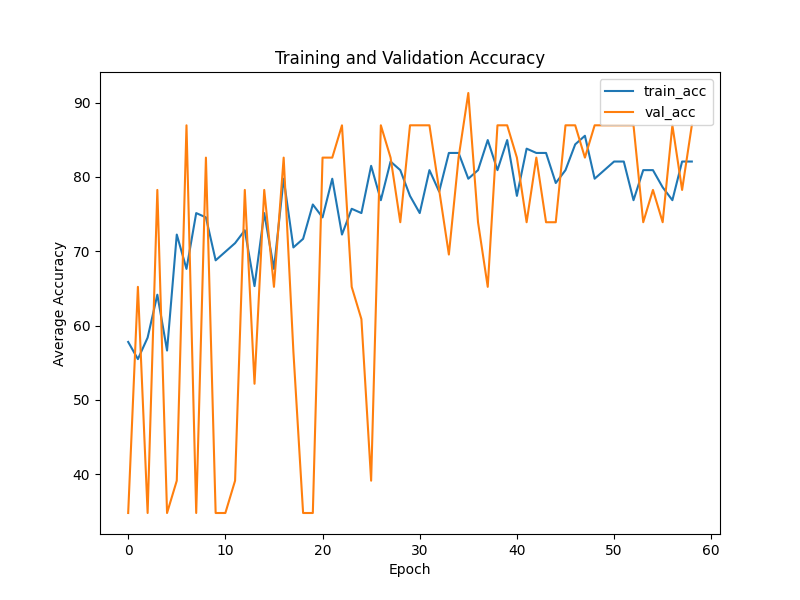 Training and Validation Accuracy
train_acc
val_acc
Average Accuracy
90
80
70
60
50
40
0 10 20 30 40 50 60
Epoch